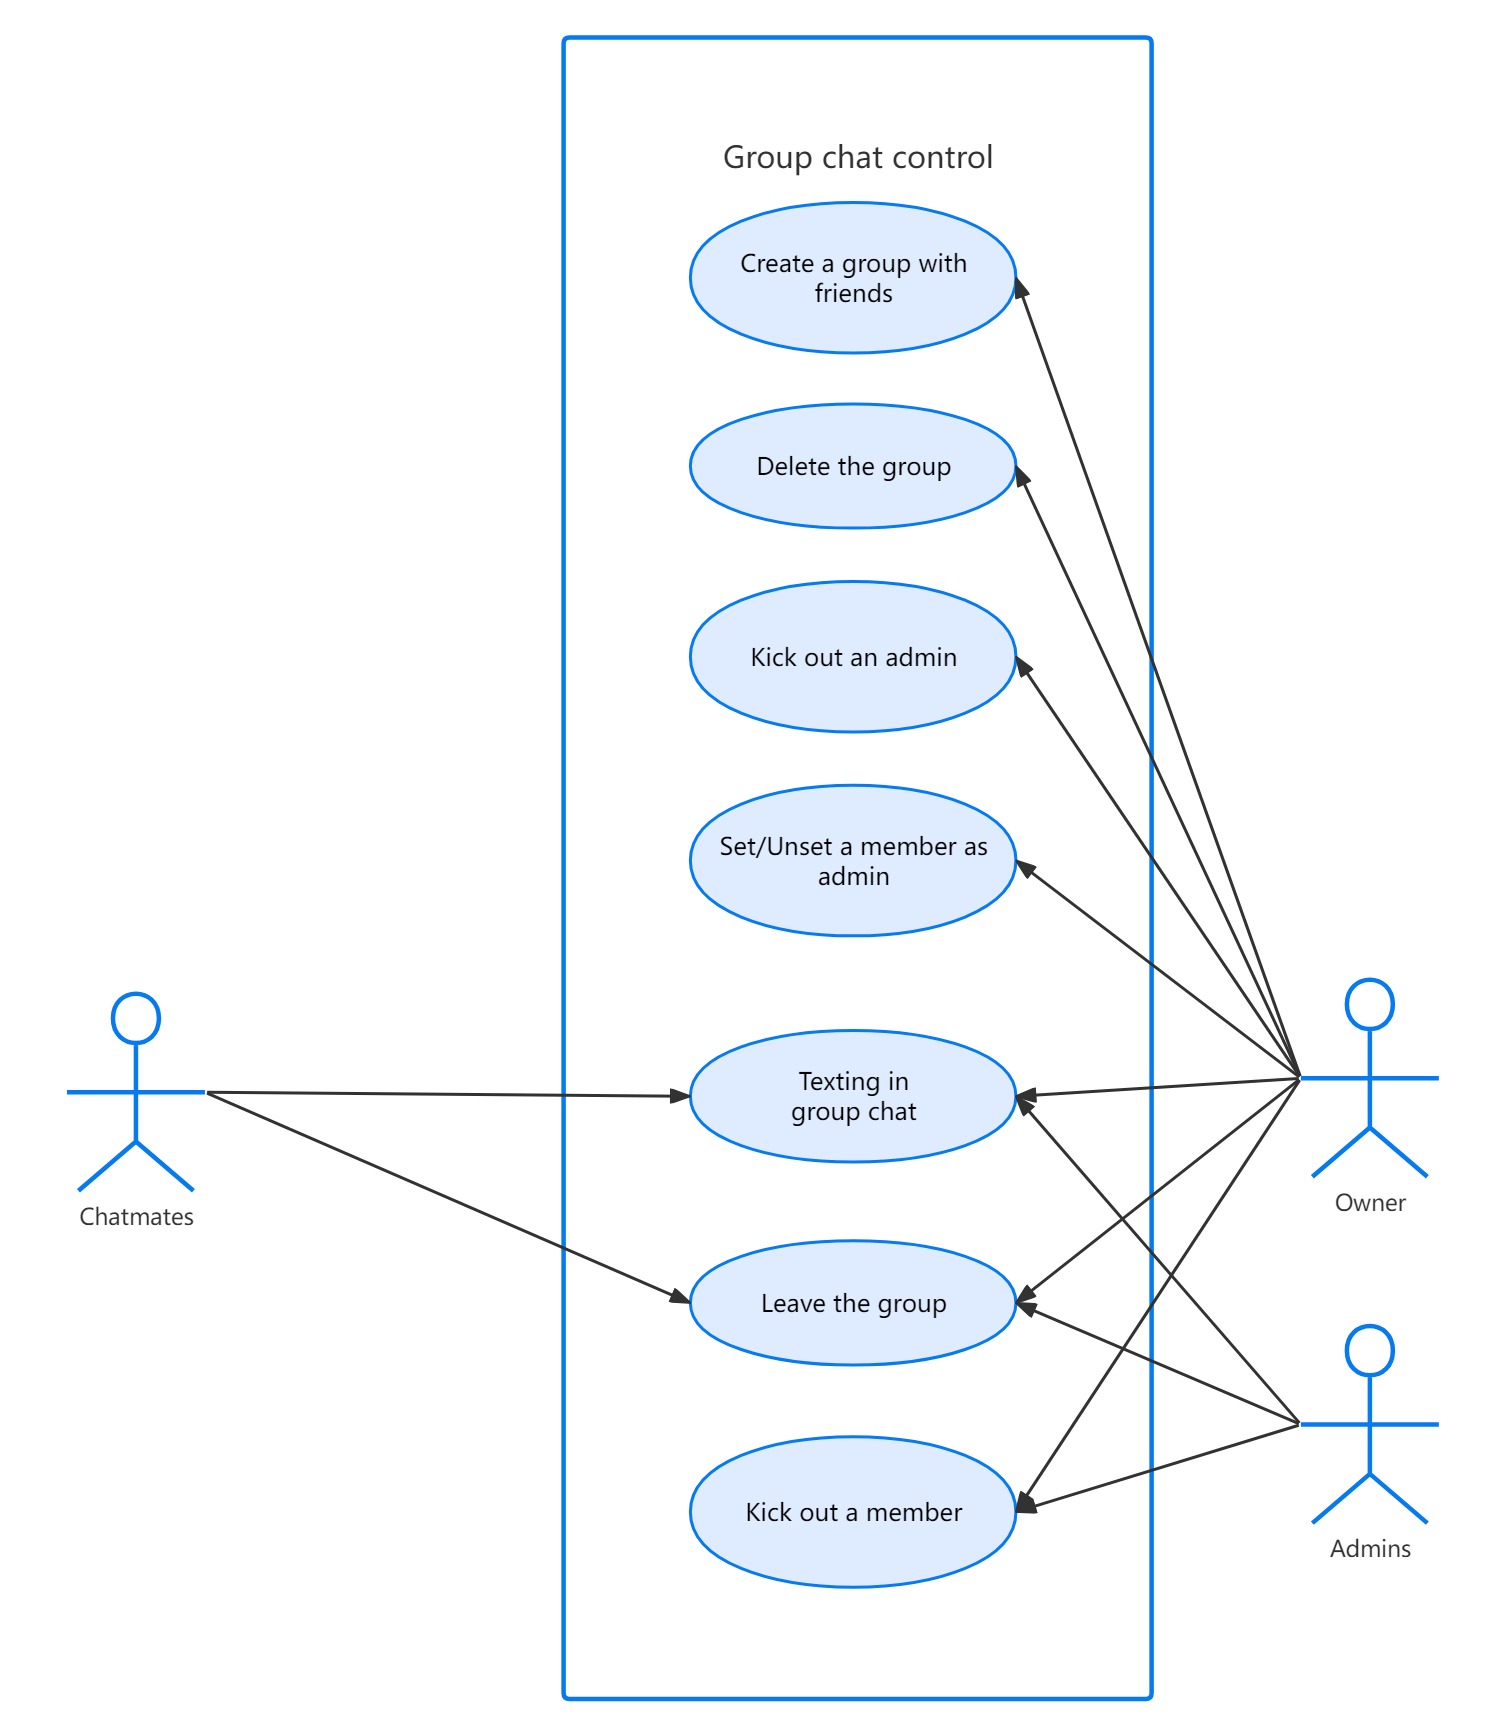 Group chat control
Create a group with
friends
Delete the group
Kick out an admin
Set/Unset a member as
admin
Texting in
group chat
Chatmates
Owner
Leave the group
Kick out a member
Admins